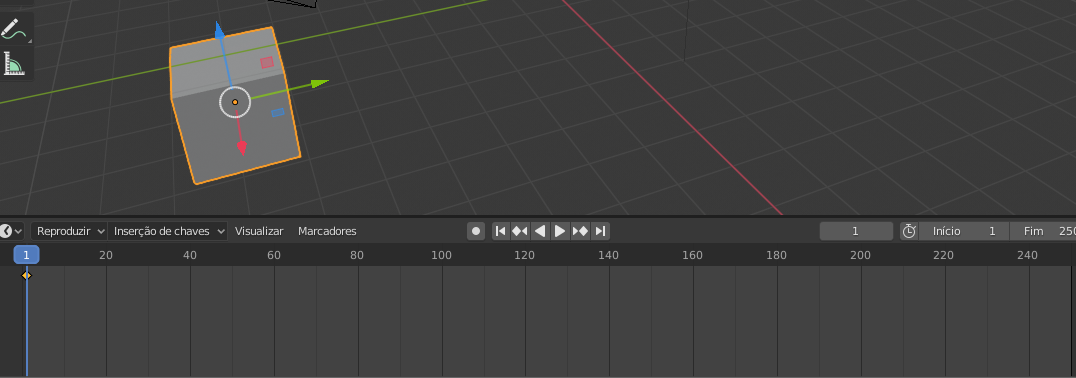 Reproduzir Inserção de chaves Visualizar Marcadores 1 Início 1 Fim 250
1 20 40 60 80 100 120 140 160 180 200 220 240